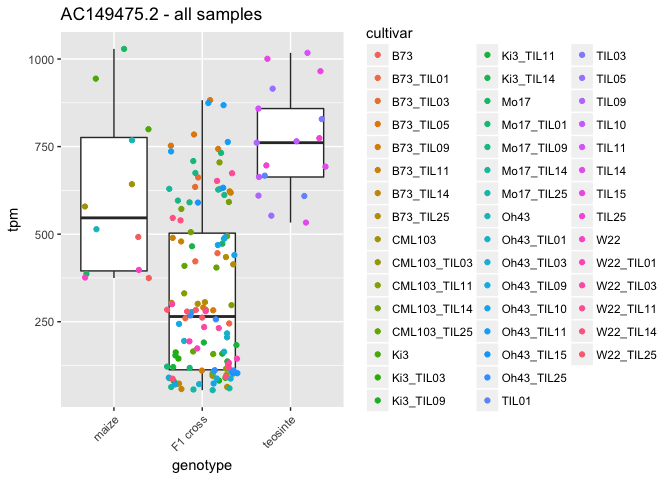 AC149475.2 - all samples
tpm
1000
750
500
250
maize
F1 cross
teosinte
genotype
cultivar
B73
B73_TIL01
B73_TIL03
B73_TIL05
B73_TIL09
B73_TIL11
B73_TIL14
B73_TIL25
CML103
CML103_TIL03
CML103_TIL11
CML103_TIL14
CML103_TIL25
Ki3
Ki3_TIL03
Ki3_TIL09
Ki3_TIL11
Ki3_TIL14
Mo17
Mo17_TIL01
Mo17_TIL09
Mo17_TIL14
Mo17_TIL25
Oh43
Oh43_TIL01
Oh43_TIL03
Oh43_TIL09
Oh43_TIL10
Oh43_TIL11
Oh43_TIL15
Oh43_TIL25
TIL01
TIL03
TIL05
TIL09
TIL10
TIL11
TIL14
TIL15
TIL25
W22
W22_TIL01
W22_TIL03
W22_TIL11
W22_TIL14
W22_TIL25